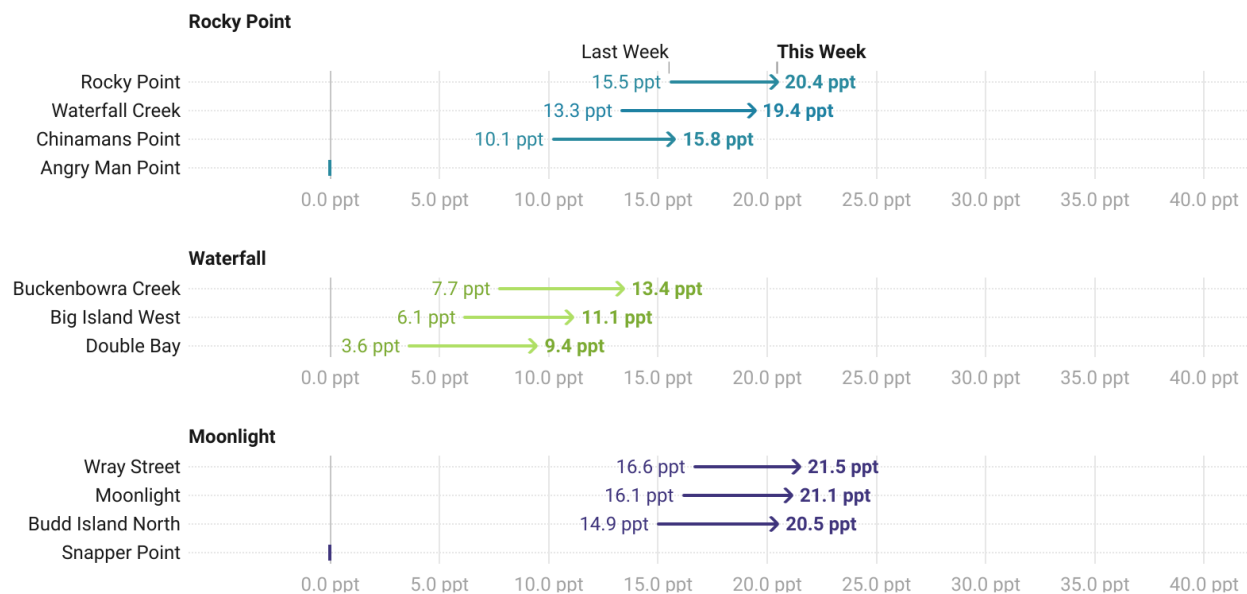 Rocky Point
Last Week This Week
Rocky Point 15.5 ppt 20.4 ppt
Waterfall Creek 13.3 ppt 19.4 ppt
Chinamans Point 10.1 ppt 15.8 ppt
Angry Man Point
0.0 ppt 5.0 ppt 10.0 ppt 15.0 ppt 20.0 ppt 25.0 ppt 30.0 ppt 35.0 ppt 40.0 ppt
Waterfall
Buckenbowra Creek 7.7 ppt 13.4 ppt
Big Island West 6.1 ppt 11.1 ppt
Double Bay 3.6 ppt 9.4 ppt
0.0 ppt 5.0 ppt 10.0 ppt 15.0 ppt 20.0 ppt 25.0 ppt 30.0 ppt 35.0 ppt 40.0 ppt
Moonlight
Wray Street 16.6 ppt 21.5 ppt
Moonlight 16.1 ppt 21.1 ppt
Budd Island North 14.9 ppt 20.5 ppt
Snapper Point
0.0 ppt 5.0 ppt 10.0 ppt 15.0 ppt 20.0 ppt 25.0 ppt 30.0 ppt 35.0 ppt 40.0 ppt